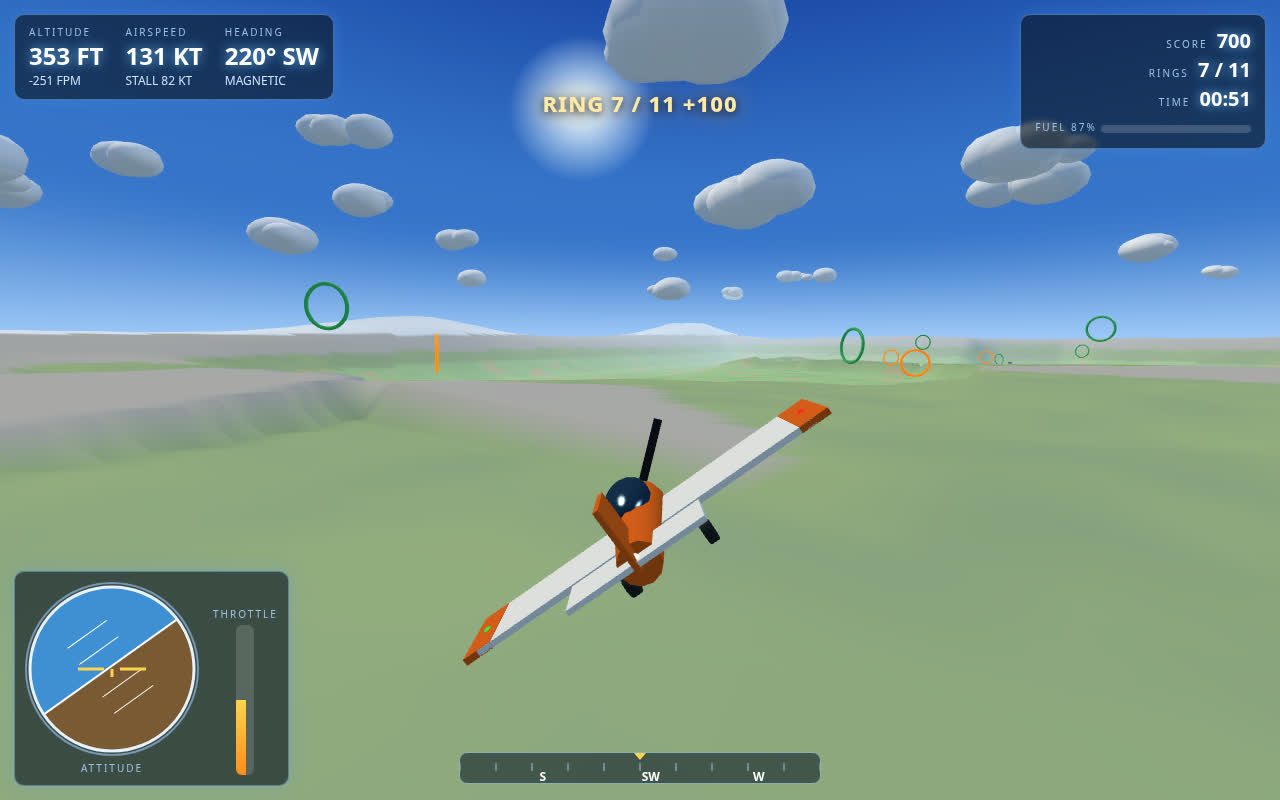 ALTITUDE AIRSPEED HEADING
353 FT 131 KT 220° SW
-251 FPM STALL 82 KT MAGNETIC
RING 7 / 11 +100
SCORE 700
RINGS 7 / 11
TIME 00:51
FUEL 87%
THROTTLE
ATTITUDE
S SW W